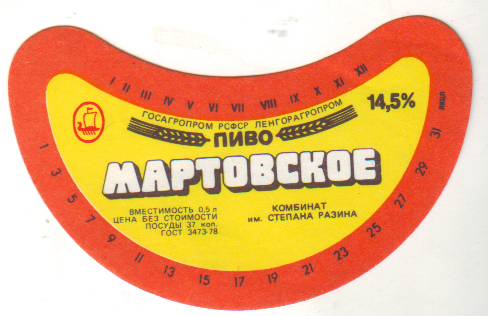 I II III IV V VI VII VIII IX X XI XII
ГОСАГРОПРОМ РСФСР ЛЕНГОРАГРОПРОМ
ПИВО
14,5%
МАРТОВСКОЕ
ВМЕСТИМОСТЬ 0,5 л
ЦЕНА БЕЗ СТОИМОСТИ
ПОСУДЫ 37 коп.
ГОСТ 3473-78
КОМБИНАТ
им. СТЕПАНА РАЗИНА
1 3 5 7 9 11 13 15 17 19 21 23 25 27 29 31